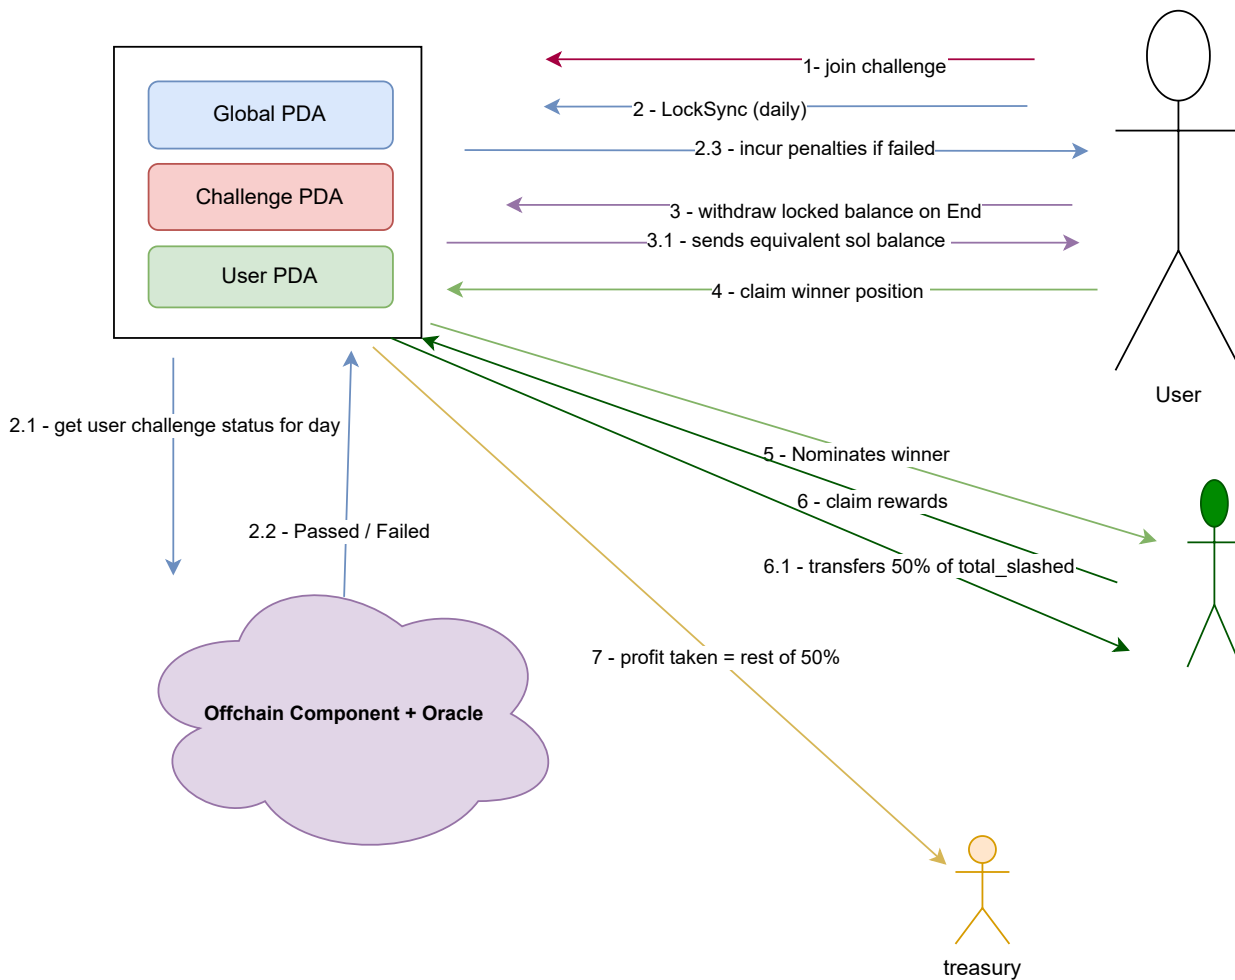 Global PDA
Challenge PDA
User PDA
1- join challenge
2 - LockSync (daily)
2.3 - incur penalties if failed
3 - withdraw locked balance on End
3.1 - sends equivalent sol balance
4 - claim winner position
User
2.1 - get user challenge status for day
2.2 - Passed / Failed
5 - Nominates winner
6 - claim rewards
6.1 - transfers 50% of total_slashed
7 - profit taken = rest of 50%
Offchain Component + Oracle
treasury